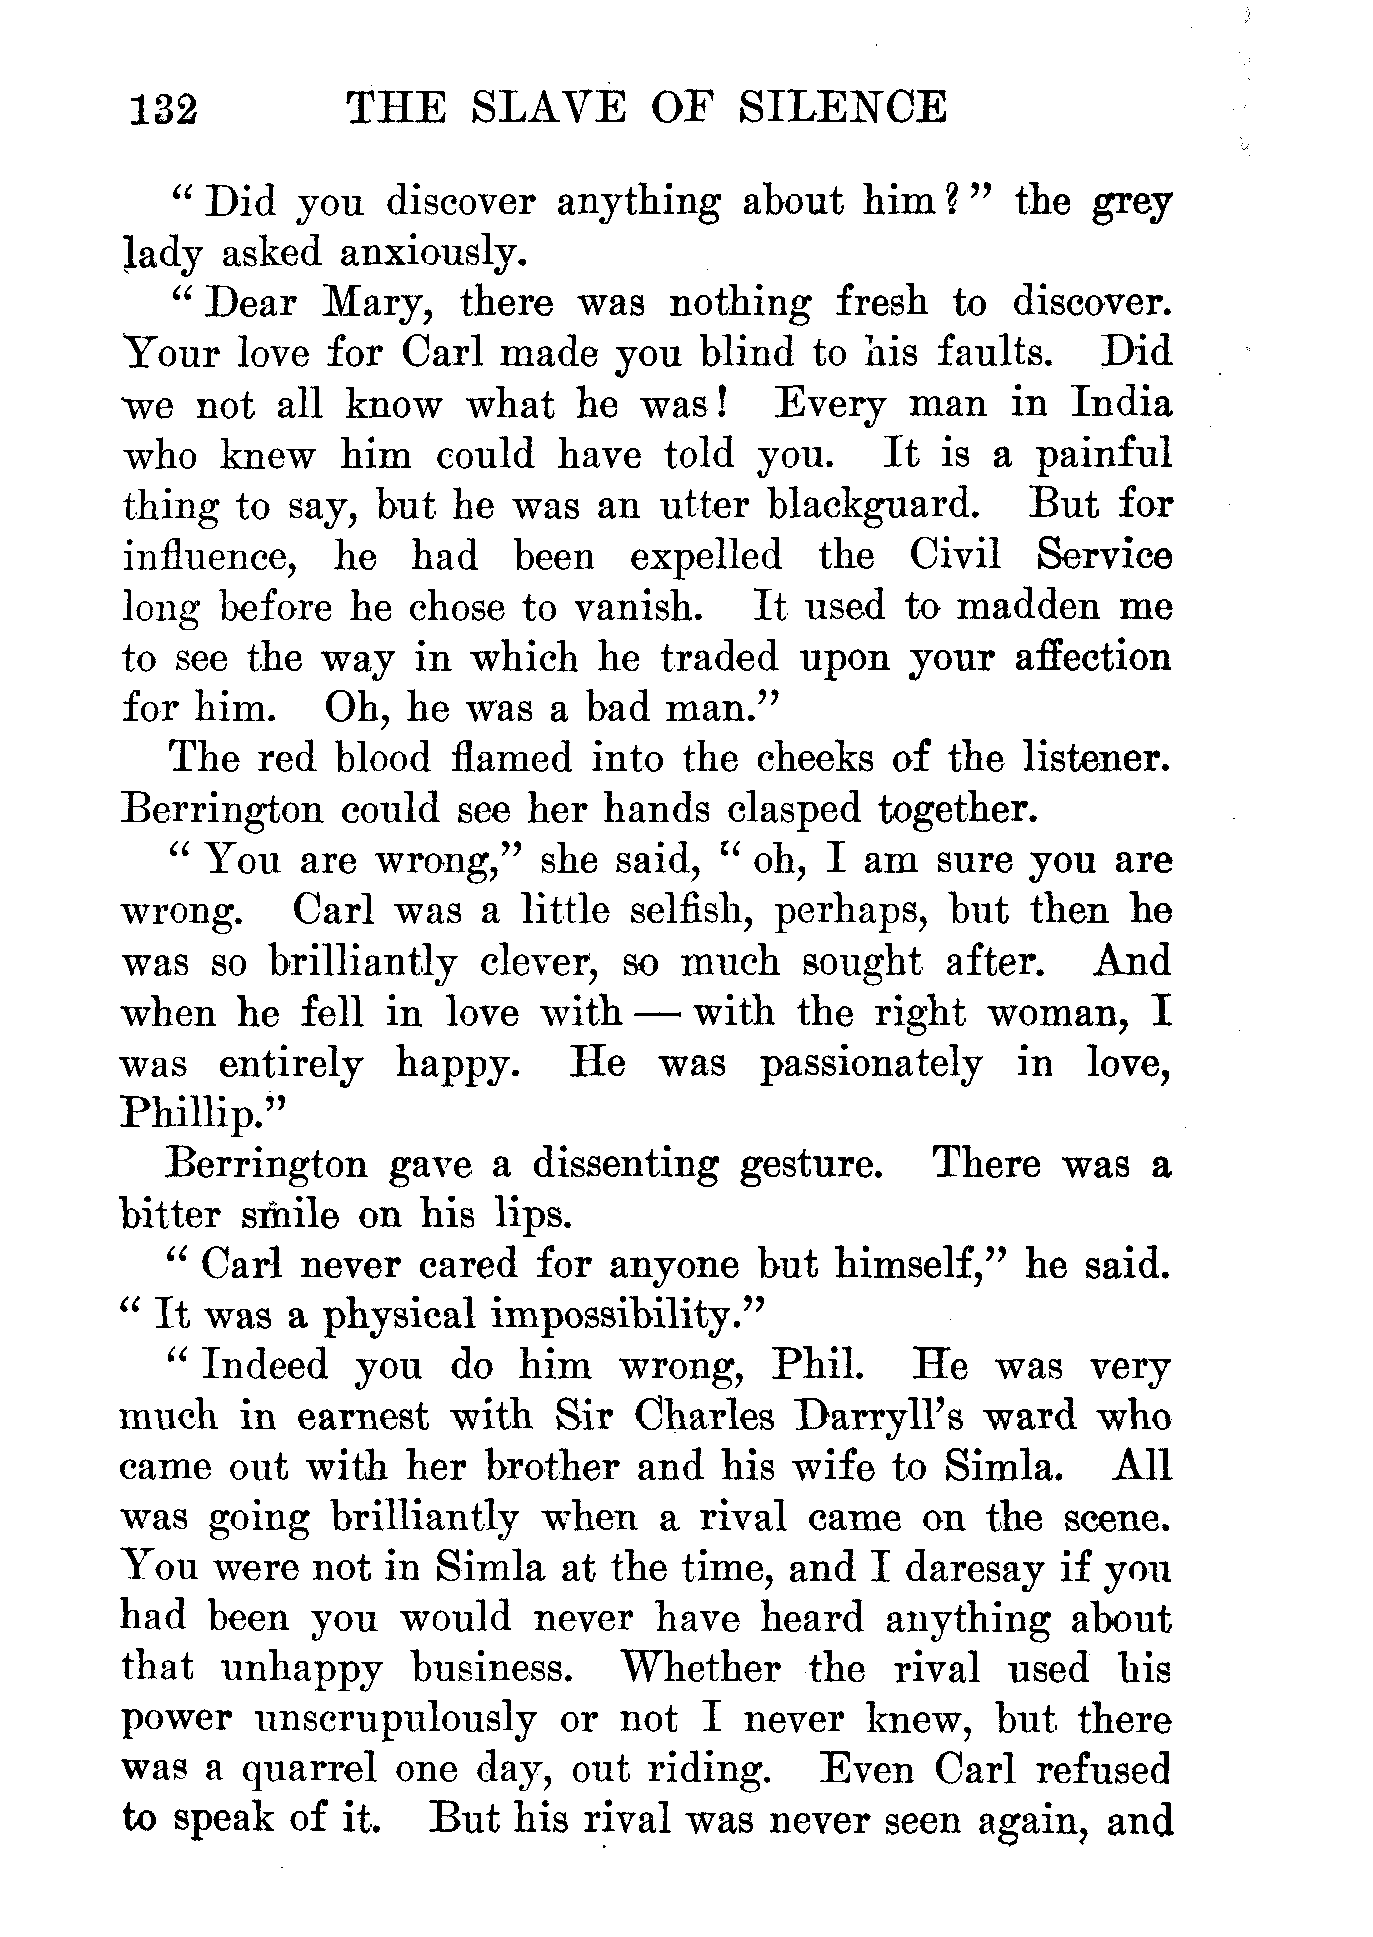 132 THE SLAVE OF SILENCE
“ Did you discover anything about him ? ” the grey
lady asked anxiously.
“ Dear Mary, there was nothing fresh to discover.
Your love for Carl made you blind to his faults. Did
we not all know what he was! Every man in India
who knew him could have told you. It is a painful
thing to say, but he was an utter blackguard. But for
influence, he had been expelled the Civil Service
long before he chose to vanish. It used to madden me
to see the way in which he traded upon your affection
for him. Oh, he was a bad man.”
The red blood flamed into the cheeks of the listener.
Berrington could see her hands clasped together.
“ You are wrong,” she said, “ oh, I am sure you are
wrong. Carl was a little selfish, perhaps, but then he
was so brilliantly clever, so much sought after. And
when he fell in love with — with the right woman, I
was entirely happy. He was passionately in love,
Phillip.”
Berrington gave a dissenting gesture. There was a
bitter smile on his lips.
“ Carl never cared for anyone but himself,” he said.
“ It was a physical impossibility.”
“ Indeed you do him wrong, Phil. He was very
much in earnest with Sir Charles Darryll’s ward who
came out with her brother and his wife to Simla. All
was going brilliantly when a rival came on the scene.
You were not in Simla at the time, and I daresay if you
had been you would never have heard anything about
that unhappy business. Whether the rival used his
power unscrupulously or not I never knew, but there
was a quarrel one day, out riding. Even Carl refused
to speak of it. But his rival was never seen again, and